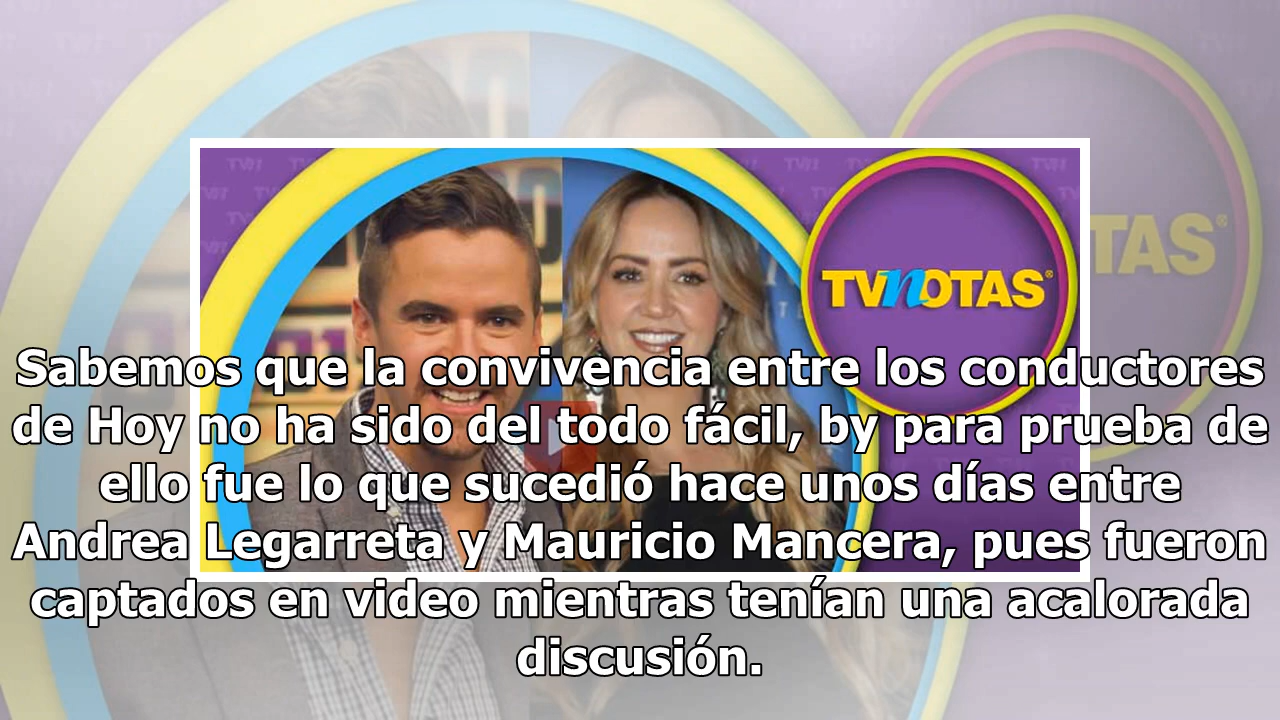 TVNOTAS
TAS
Sabemos que la convivencia entre los conductores
de Hoy no ha sido del todo fácil, by para prueba de
ello fue lo que sucedió hace unos días entre
Andrea Legarreta y Mauricio Mancera, pues fueron
captados en video mientras tenían una acalorada
discusión.